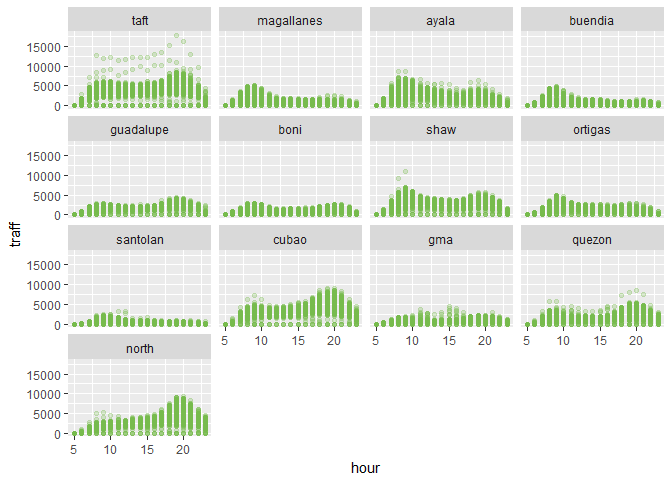 taft magallanes ayala buendia
15000
10000
5000
0
guadalupe boni shaw ortigas
15000
10000
5000
0
santolan cubao gma quezon
15000
10000
5000
0
5 10 15 20 5 10 15 20 5 10 15 20
north
15000
10000
5000
0
5 10 15 20
hour
traff